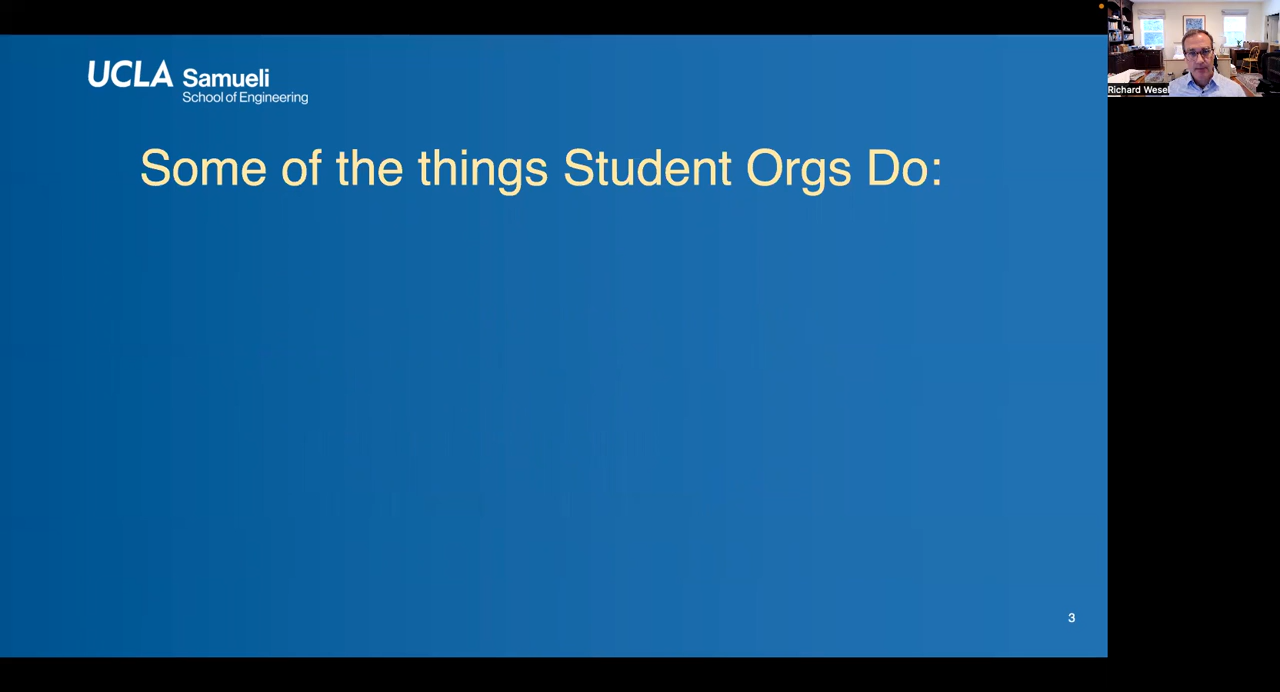 UCLA Samueli
School of Engineering
Richard Wesel
Some of the things Student Orgs Do:
3